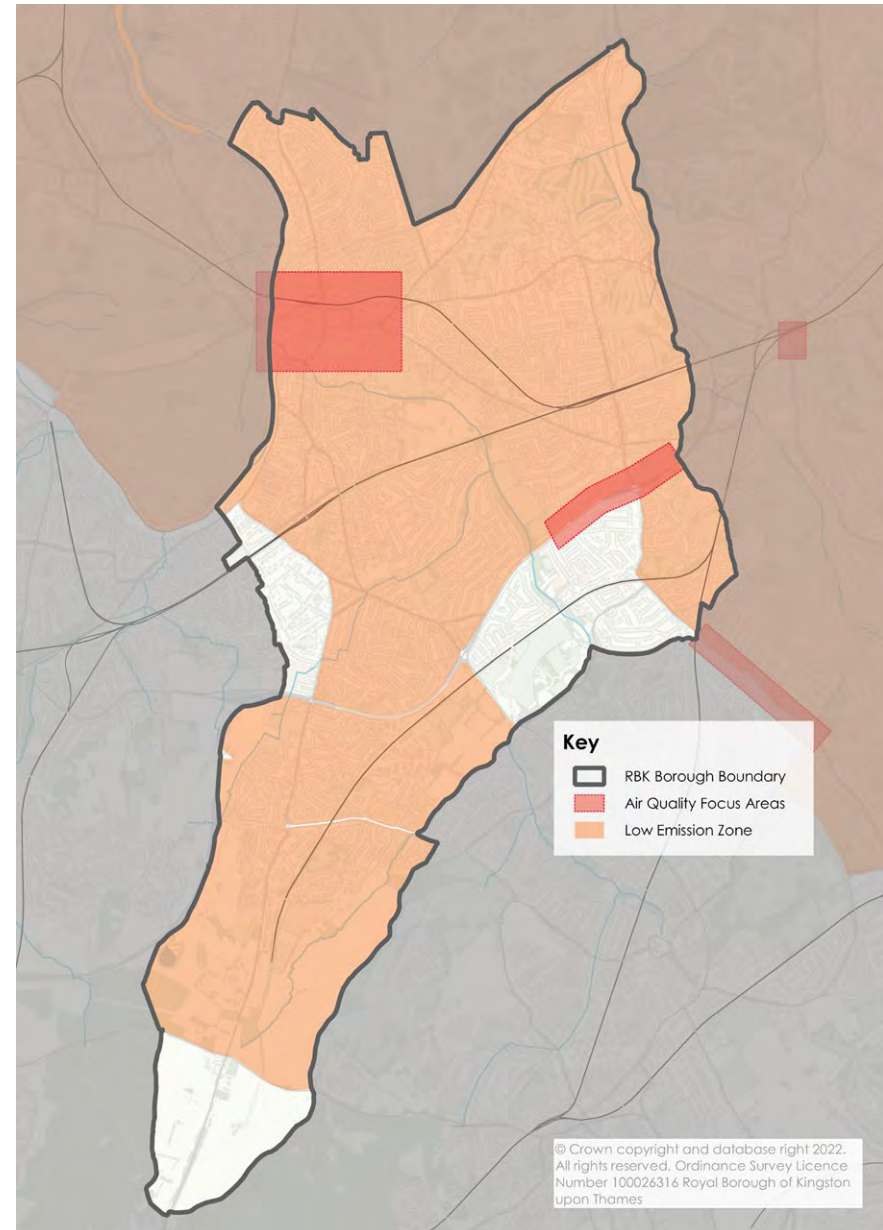 Key
RBK Borough Boundary
Air Quality Focus Areas
Low Emission Zone
© Crown copyright and database right 2022.
All rights reserved. Ordinance Survey Licence
Number 100026316 Royal Borough of Kingston
upon Thames